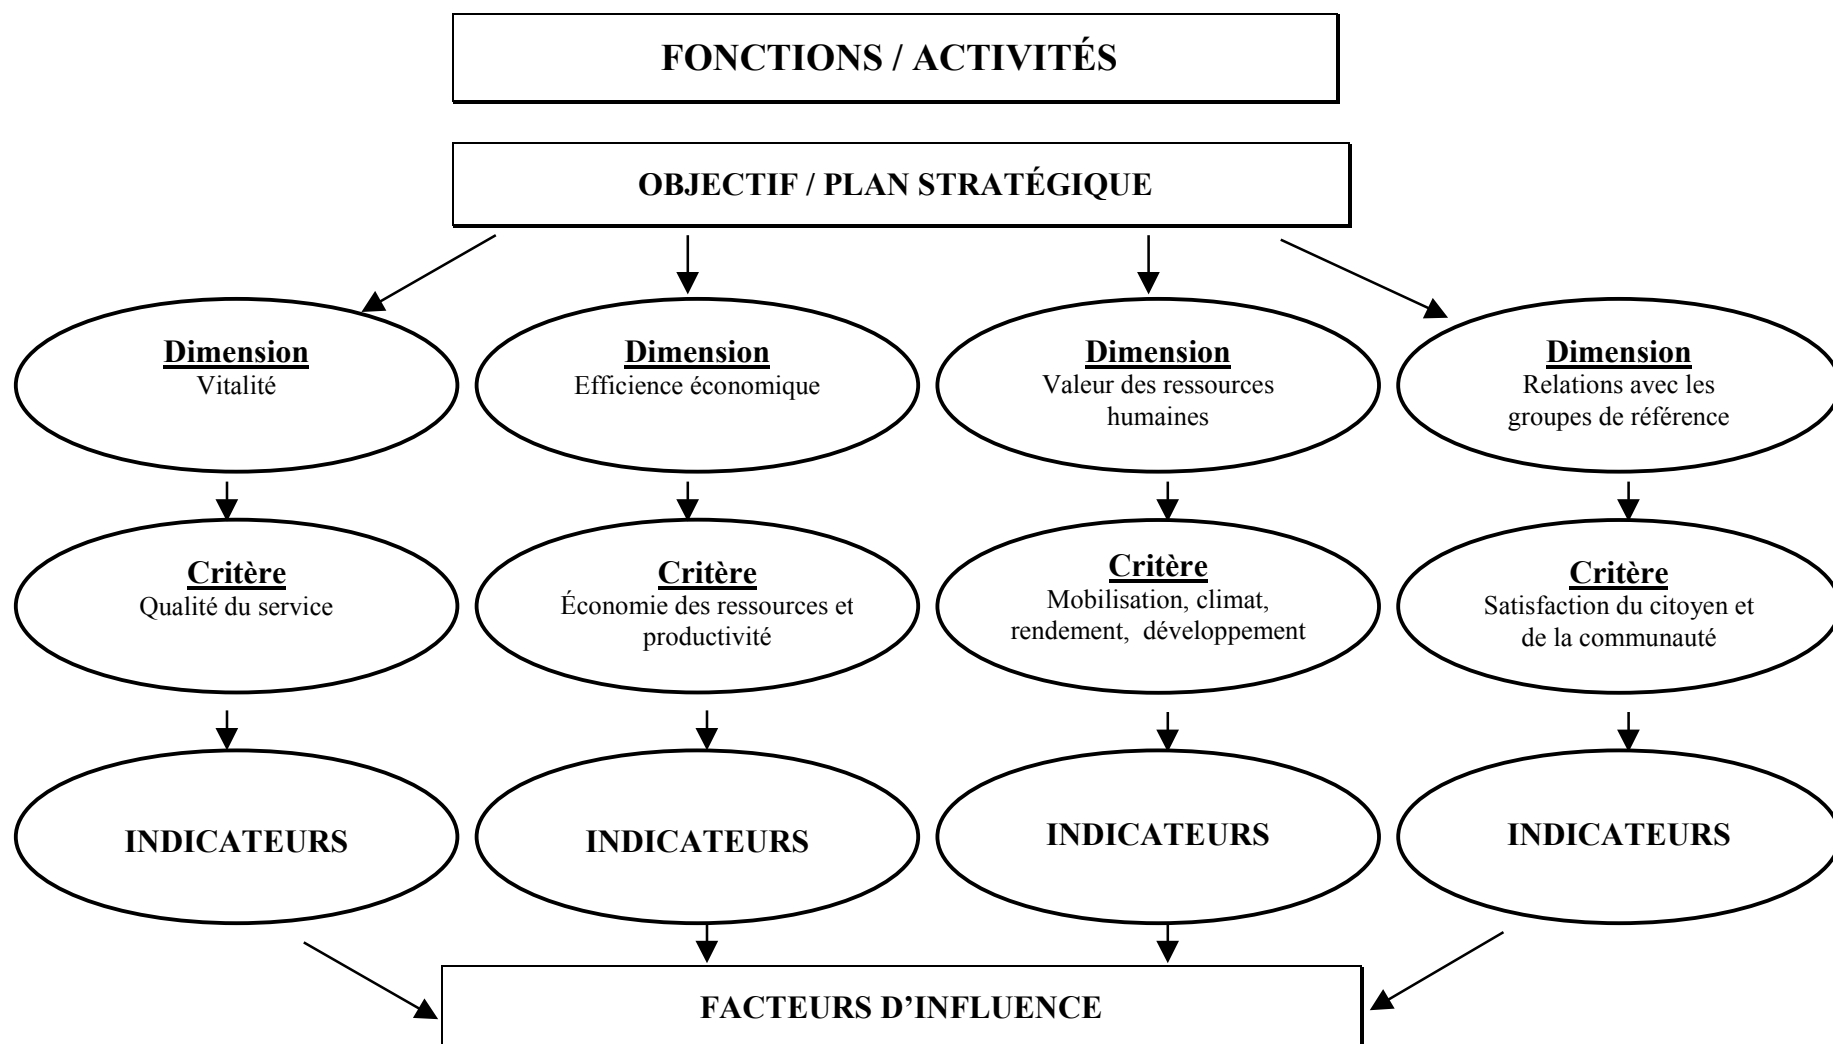 FONCTIONS / ACTIVITÉS
OBJECTIF / PLAN STRATÉGIQUE
Dimension
Vitalité
Dimension
Efficience économique
Dimension
Valeur des ressources
humaines
Dimension
Relations avec les
groupes de référence
Critère
Qualité du service
Critère
Économie des ressources et
productivité
Critère
Mobilisation, climat,
rendement, développement
Critère
Satisfaction du citoyen et
de la communauté
INDICATEURS
INDICATEURS
INDICATEURS
INDICATEURS
FACTEURS D’INFLUENCE